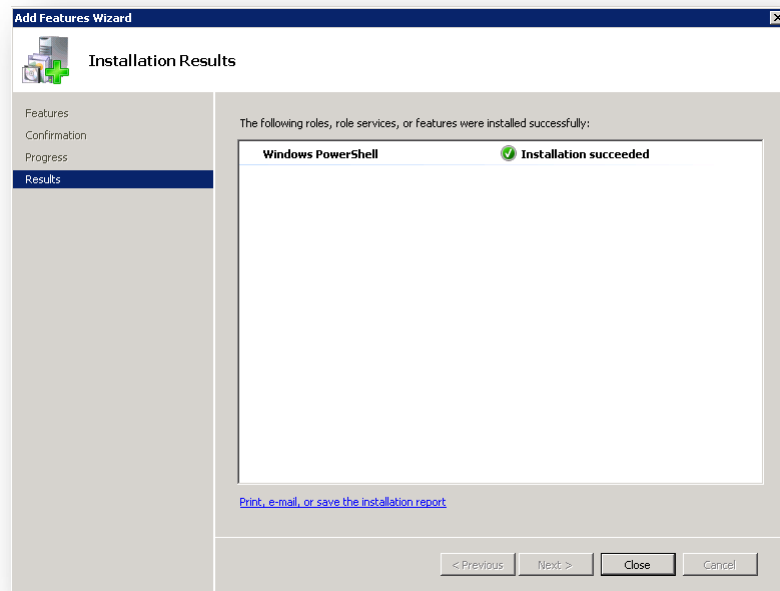 Add Features Wizard
Installation Results
Features
Confirmation
Progress
Results
The following roles, role services, or features were installed successfully:
Windows PowerShell Installation succeeded
Print, e-mail, or save the installation report
< Previous Next > Close Cancel